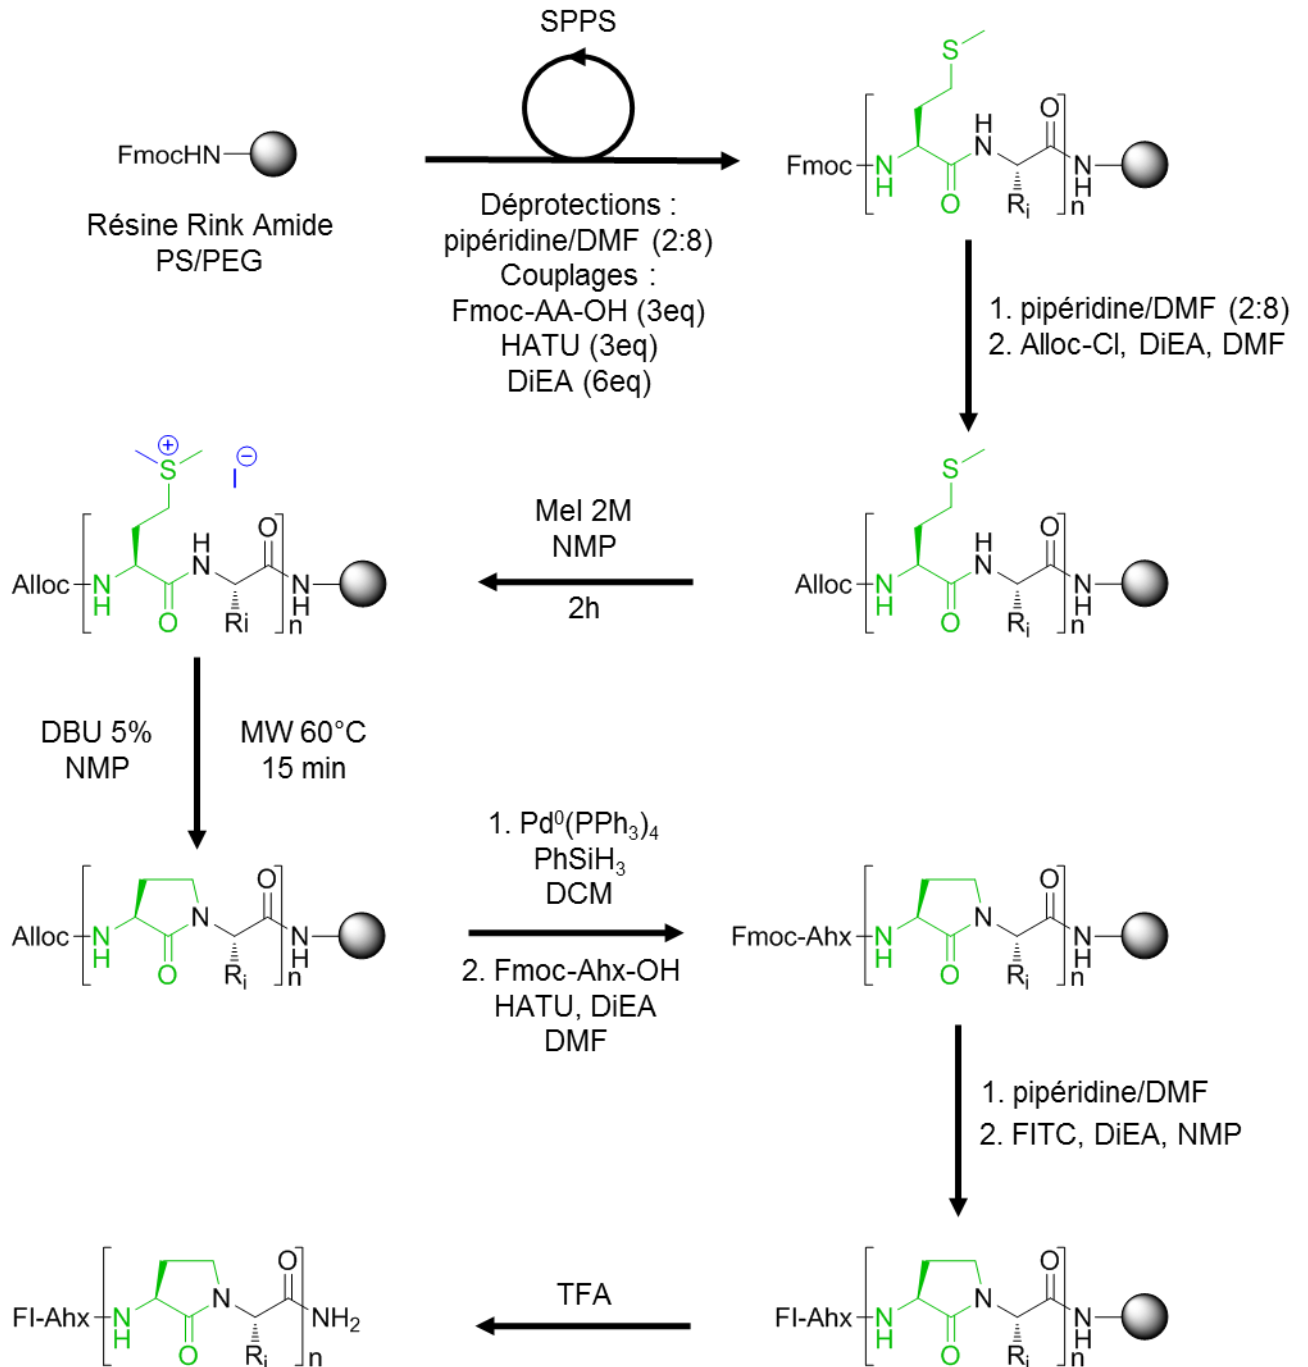 SPPS
FmocHN
Résine Rink Amide
PS/PEG
Déprotections :
pipéridine/DMF (2:8)
Couplages :
Fmoc-AA-OH (3eq)
HATU (3eq)
DiEA (6eq)
S
Fmoc
N
H
O
H
N
Ri
O
N
H
n
1. pipéridine/DMF (2:8)
2. Alloc-Cl, DiEA, DMF
S
Alloc
N
H
O
H
N
Ri
O
N
H
n
MeI 2M
NMP
2h
S
+
I
-
Alloc
N
H
O
H
N
Ri
O
N
H
n
DBU 5%
NMP
MW 60°C
15 min
Alloc
N
H
O
N
Ri
O
N
H
n
1. Pd⁰(PPh₃)₄
PhSiH₃
DCM
2. Fmoc-Ahx-OH
HATU, DiEA
DMF
Fmoc-Ahx
N
H
O
N
Ri
O
N
H
n
1. pipéridine/DMF
2. FITC, DiEA, NMP
Fl-Ahx
N
H
O
N
Ri
O
N
H
n
TFA
Fl-Ahx
N
H
O
N
Ri
O
NH₂
n